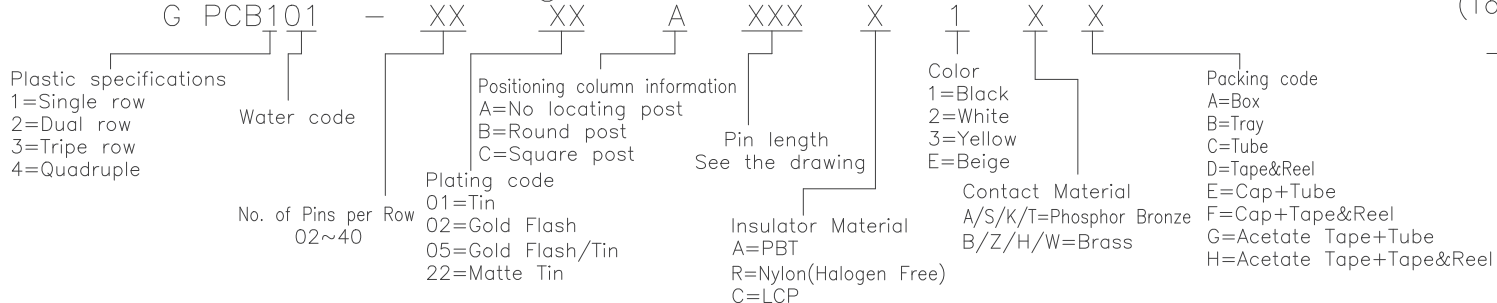 G PCB101 - XX XX A XXX X 1 X X
Plastic specifications
1=Single row
2=Dual row
3=Tripe row
4=Quadruple
Water code
No. of Pins per Row
02~40
Plating code
01=Tin
02=Gold Flash
05=Gold Flash/Tin
22=Matte Tin
Positioning column information
A=No locating post
B=Round post
C=Square post
Pin length
See the drawing
Insulator Material
A=PBT
R=Nylon(Halogen Free)
C=LCP
Color
1=Black
2=White
3=Yellow
E=Beige
Contact Material
A/S/K/T=Phosphor Bronze
B/Z/H/W=Brass
Packing code
A=Box
B=Tray
C=Tube
D=Tape&Reel
E=Cap+Tube
F=Cap+Tape&Reel
G=Acetate Tape+Tube
H=Acetate Tape+Tape&Reel